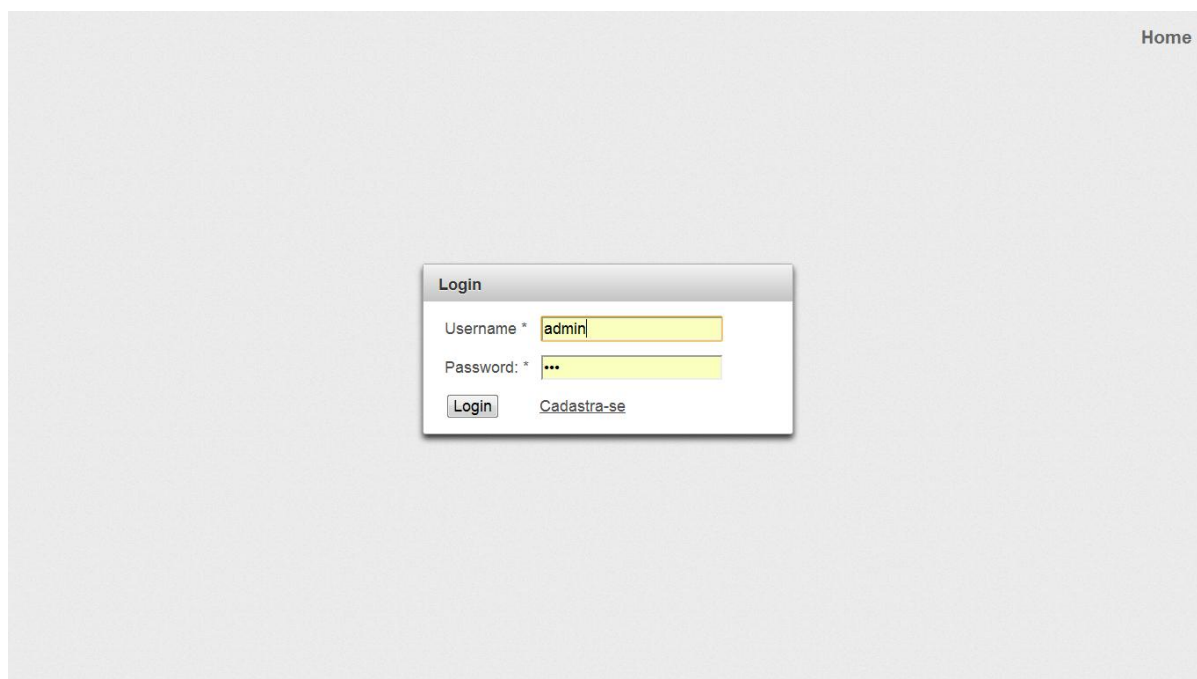 Home
Login
Username * admin
Password: * •••
Login Cadastra-se